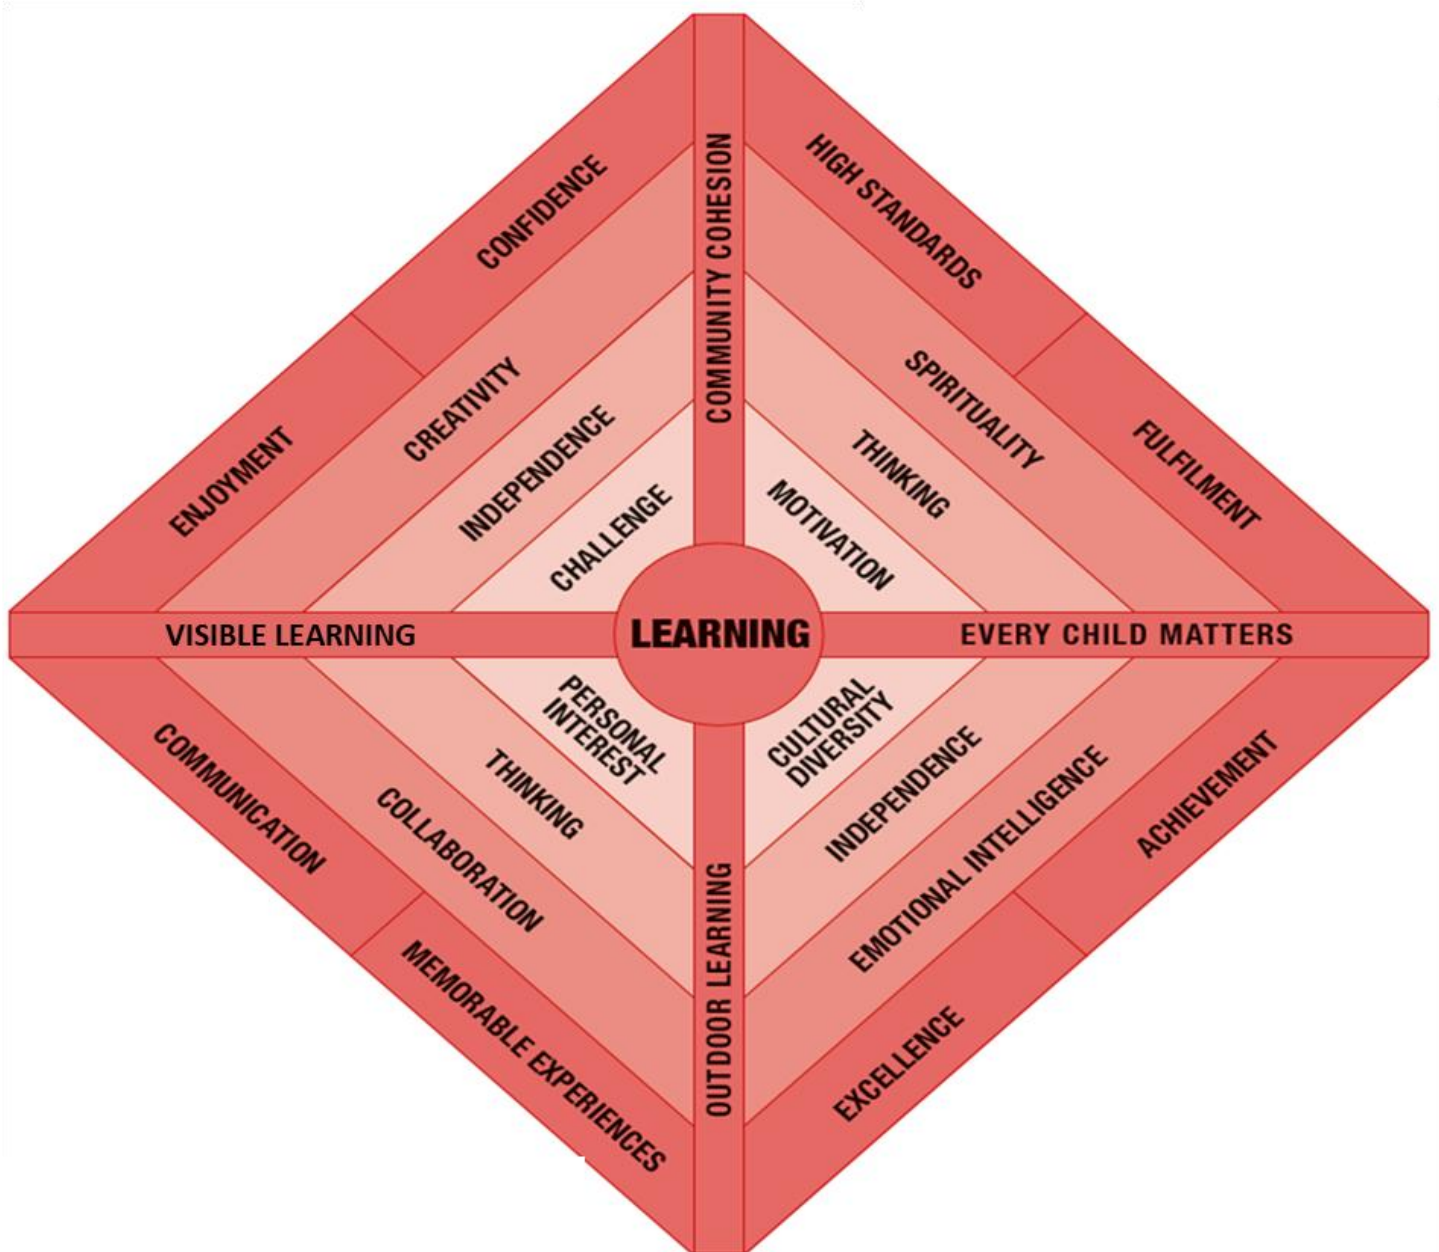 CONFIDENCE
ENJOYMENT
CREATIVITY
INDEPENDENCE
CHALLENGE
COMMUNITY COHESION
HIGH STANDARDS
FULFILMENT
SPIRITUALITY
THINKING
MOTIVATION
VISIBLE LEARNING
LEARNING
EVERY CHILD MATTERS
PERSONAL
INTEREST
THINKING
COLLABORATION
COMMUNICATION
MEMORABLE EXPERIENCES
OUTDOOR LEARNING
CULTURAL
DIVERSITY
INDEPENDENCE
EMOTIONAL INTELLIGENCE
ACHIEVEMENT
EXCELLENCE